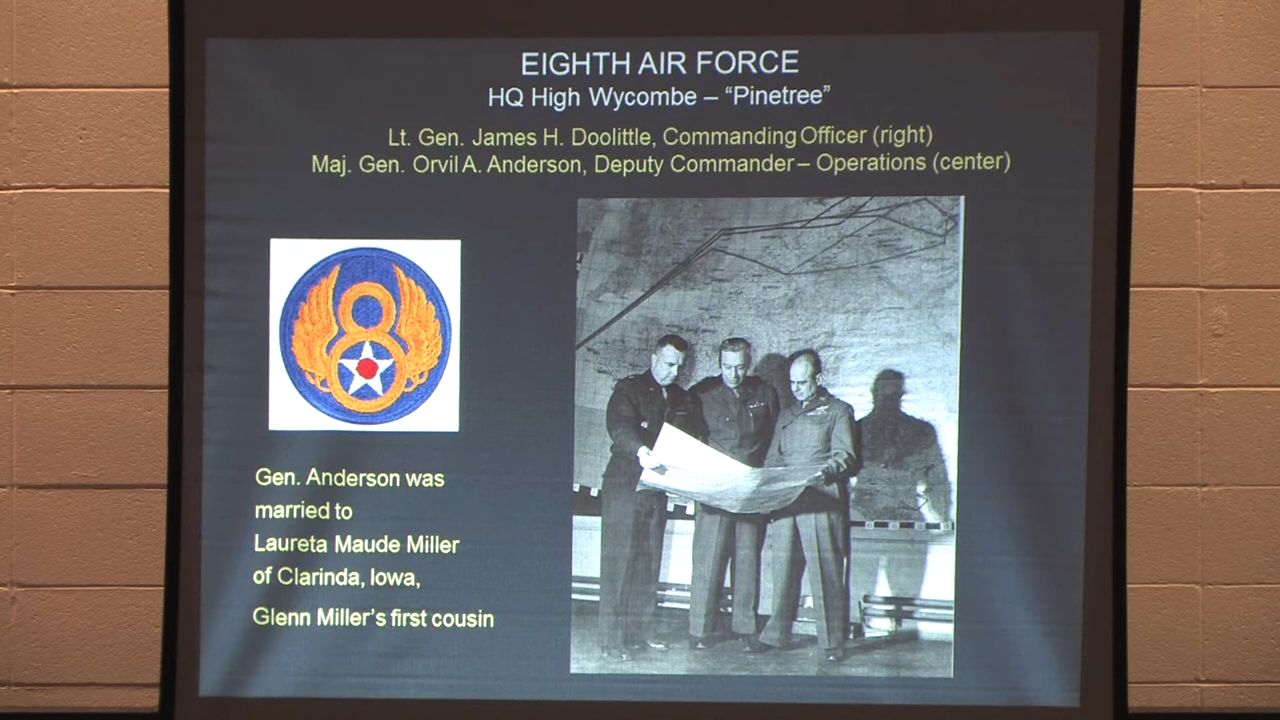 EIGHTH AIR FORCE
HQ High Wycombe – “Pinetree”
Lt. Gen. James H. Doolittle, Commanding Officer (right)
Maj. Gen. Orvil A. Anderson, Deputy Commander – Operations (center)
8
Gen. Anderson was
married to
Laureta Maude Miller
of Clarinda, Iowa,
Glenn Miller’s first cousin